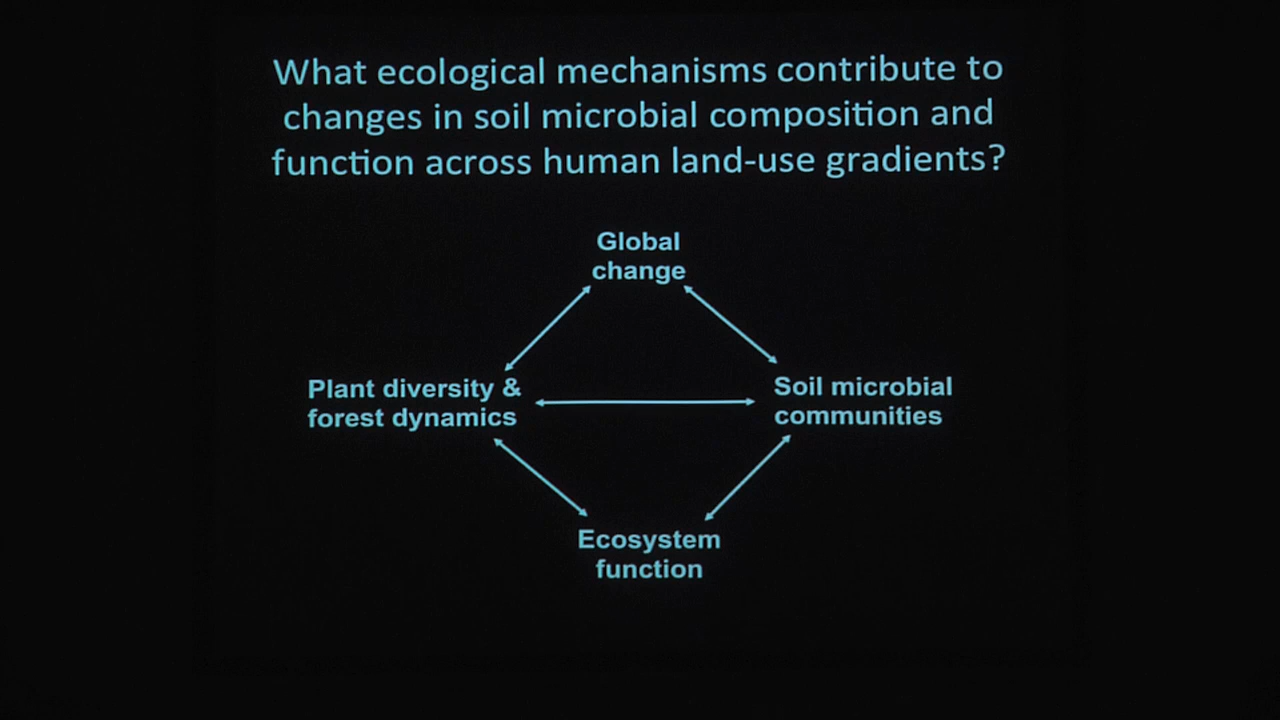 What ecological mechanisms contribute to
changes in soil microbial composition and
function across human land-use gradients?
Global
change
Plant diversity &
forest dynamics
Soil microbial
communities
Ecosystem
function